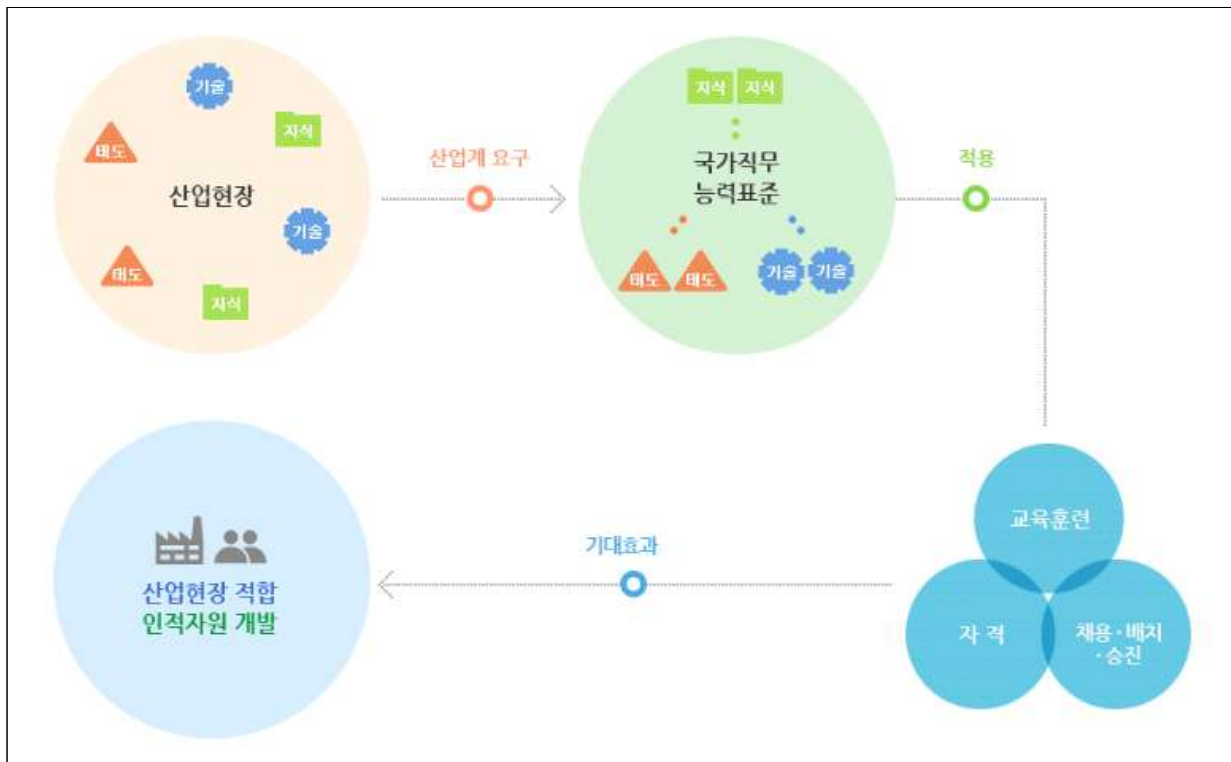 기술
지식
태도
산업현장
기술
태도
지식
산업계 요구
지식 지식
국가직무
능력표준
태도 태도
기술 기술
적용
교육훈련
자 격
채용·배치
·승진
기대효과
산업현장 적합
인적자원 개발